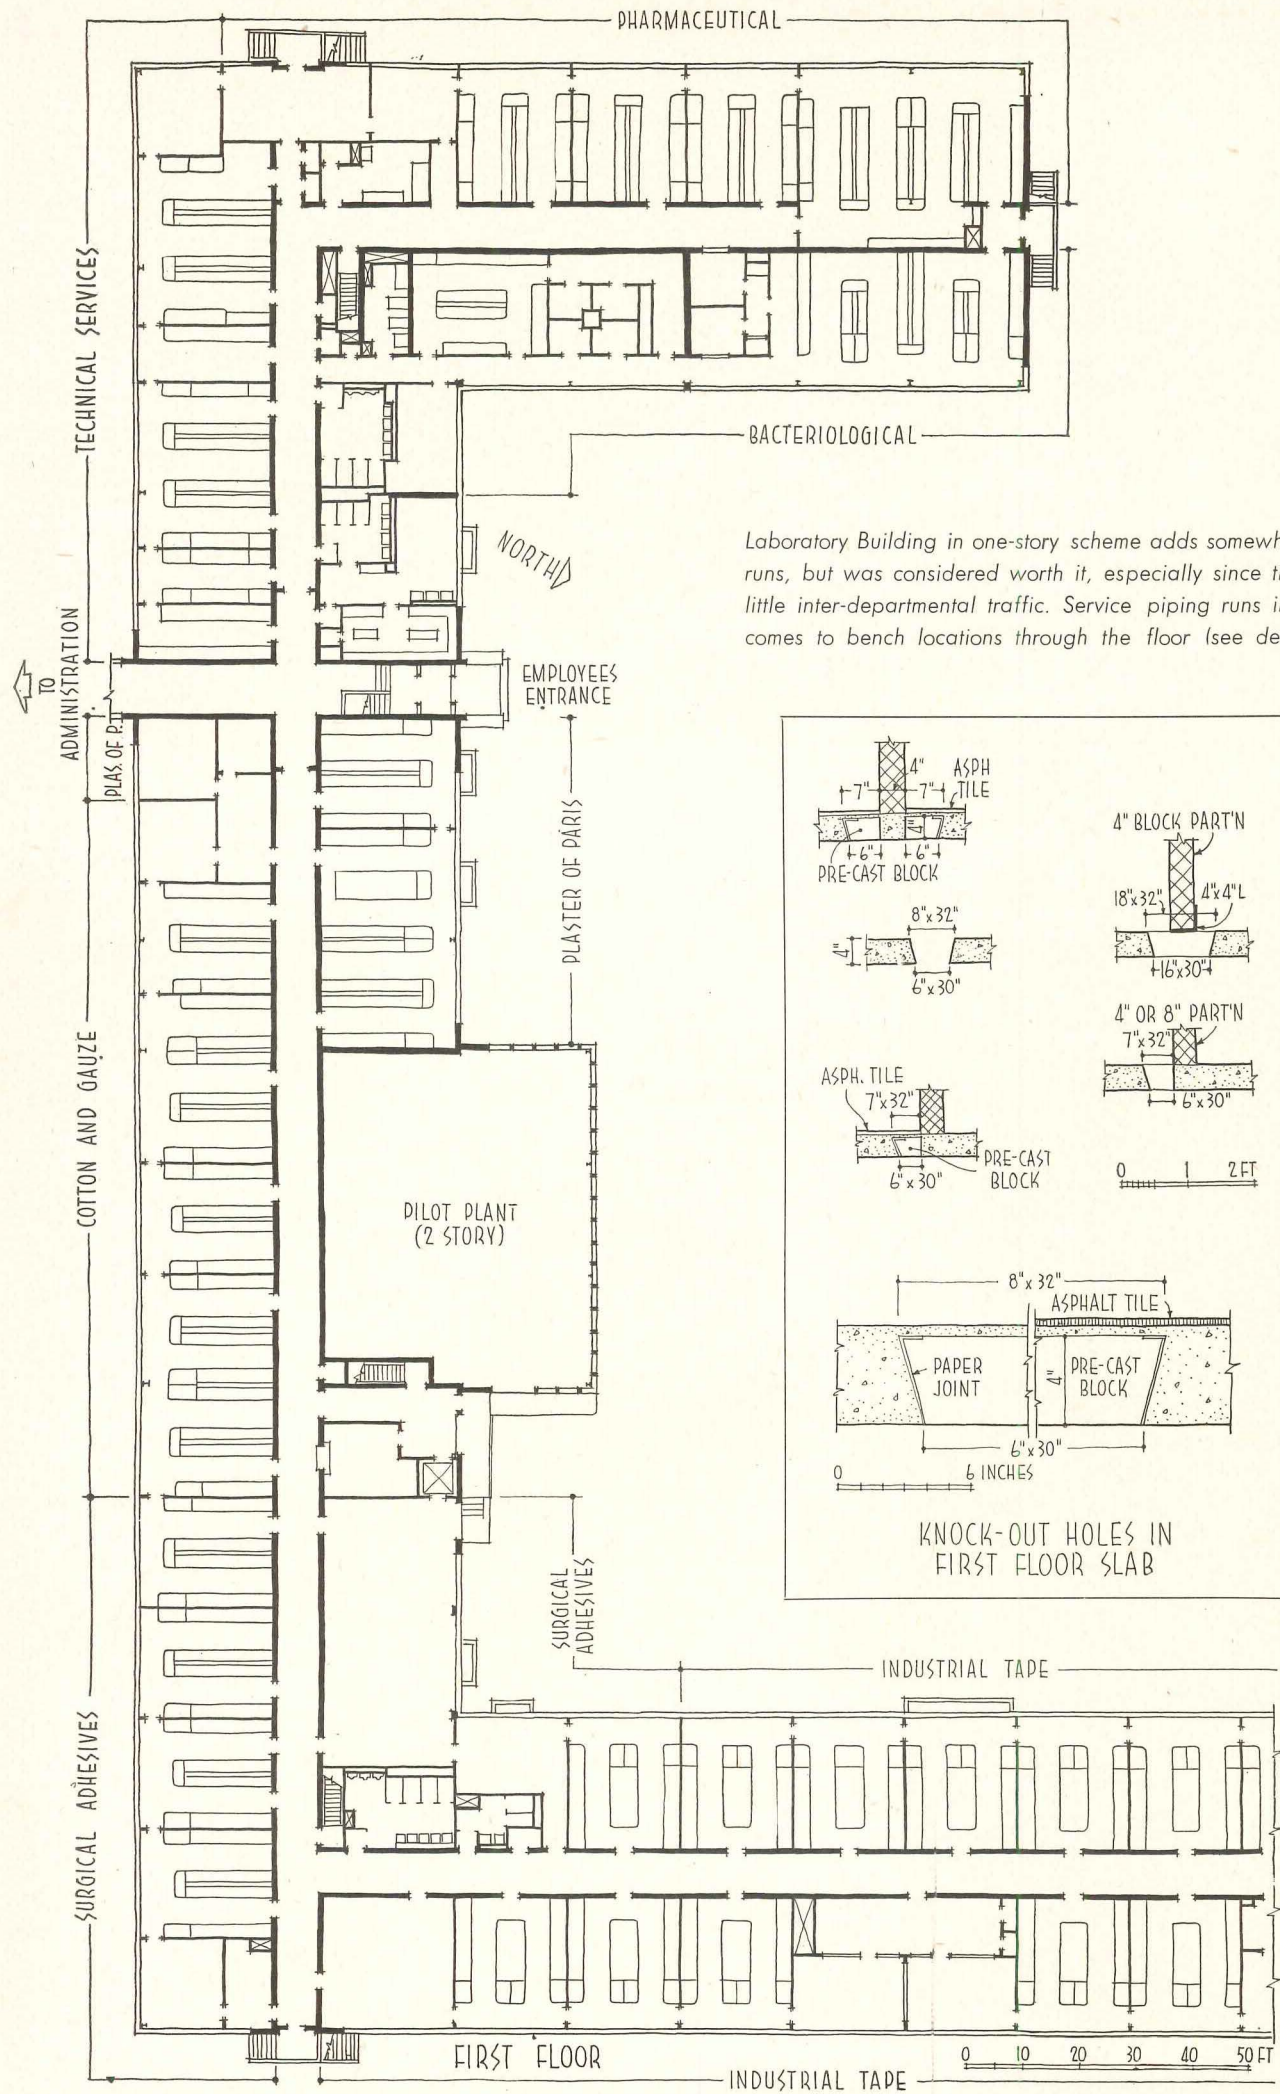 PHARMACEUTICAL
TECHNICAL SERVICES
BACTERIOLOGICAL
NORTH
Laboratory Building in one-story scheme adds somewh
runs, but was considered worth it, especially since t
little inter-departmental traffic. Service piping runs i
comes to bench locations through the floor (see de
TO
ADMINISTRATION
EMPLOYEES
ENTRANCE
PLAS. OF P.
PLASTER OF PARIS
COTTON AND GAUZE
PILOT PLANT
(2 STORY)
4"
7"
7"
ASPH
TILE
4"
6"
6"
PRE-CAST BLOCK
8"x32"
4"
6"x30"
4" BLOCK PART'N
18"x32"
4"x4"L
16"x30"
4" OR 8" PART'N
7"x32"
6"x30"
ASPH. TILE
7"x32"
PRE-CAST
BLOCK
6"x30"
0 1 2FT
8"x32"
ASPHALT TILE
PAPER
JOINT
4"
PRE-CAST
BLOCK
6"x30"
0 6 INCHES
KNOCK-OUT HOLES IN
FIRST FLOOR SLAB
SURGICAL
ADHESIVES
INDUSTRIAL TAPE
SURGICAL ADHESIVES
FIRST FLOOR
0 10 20 30 40 50 FT
INDUSTRIAL TAPE